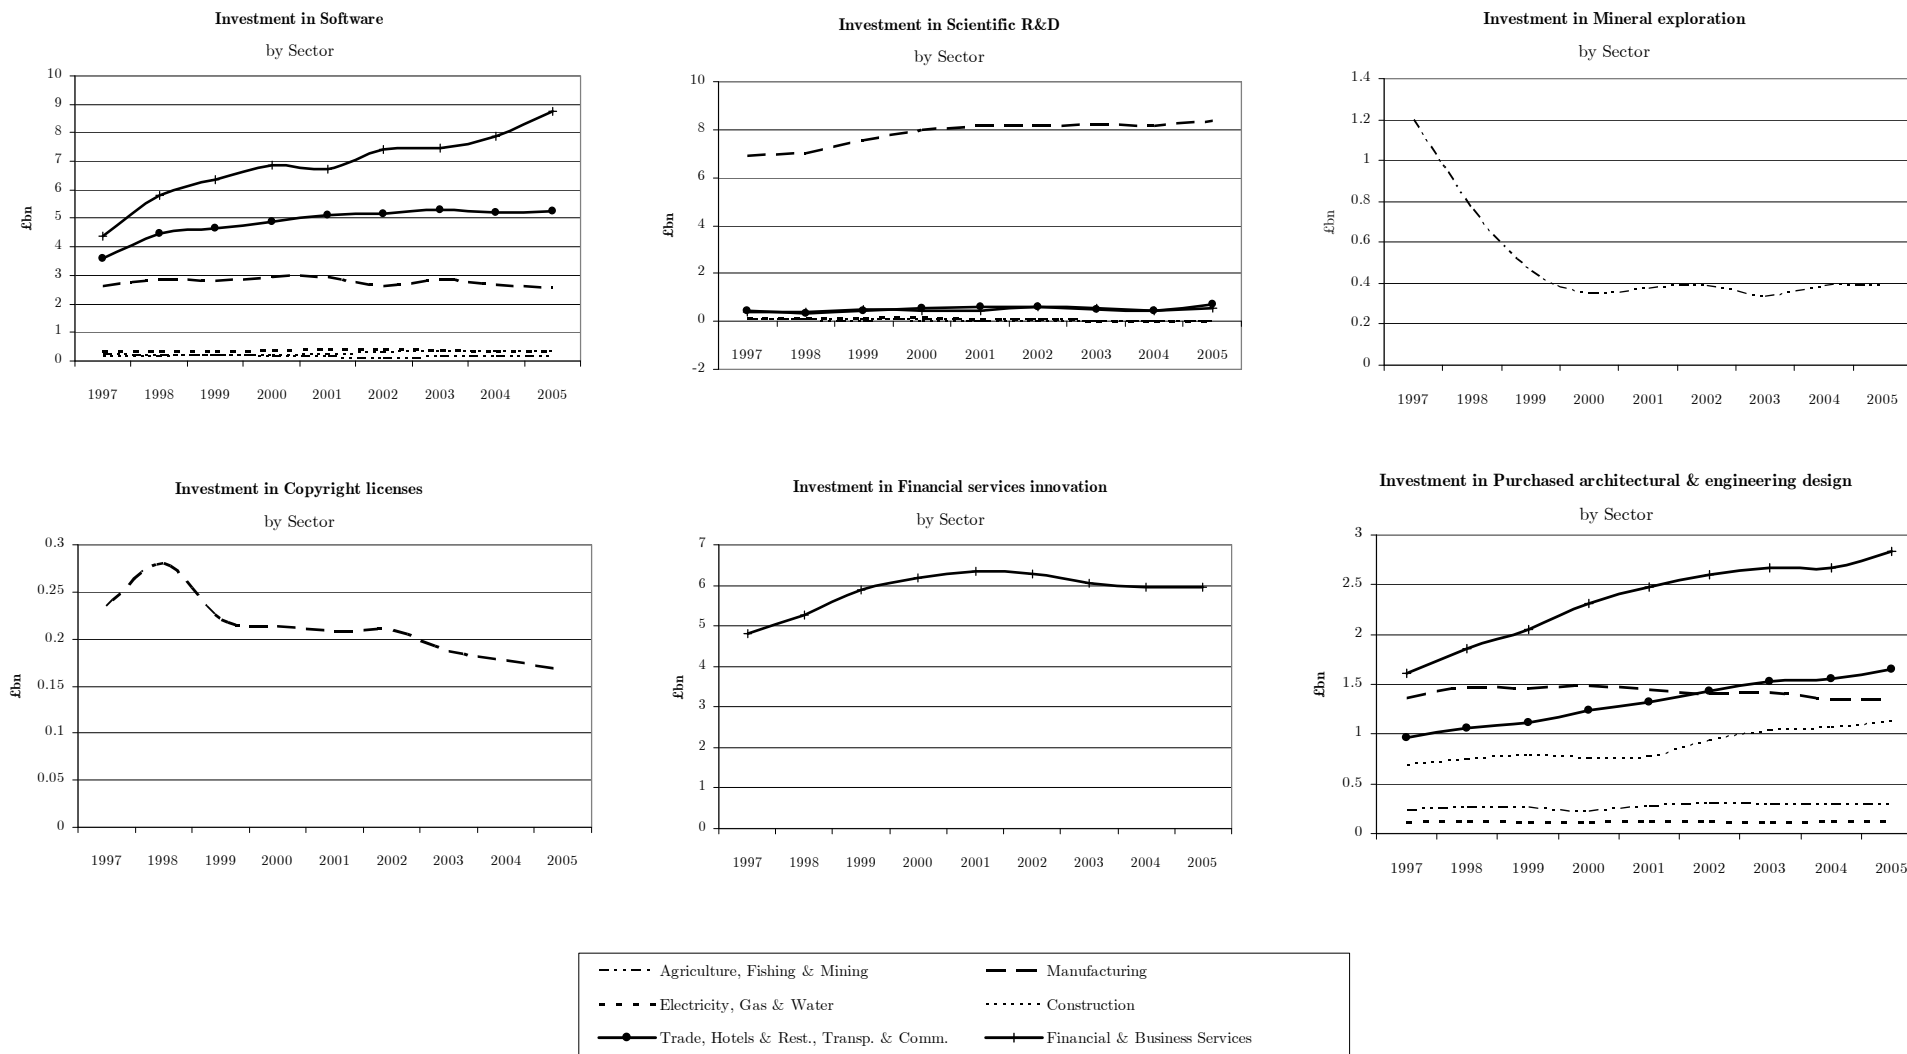 Investment in Software
by Sector
10
9
8
7
6
5
4
3
2
1
0
£bn
1997 1998 1999 2000 2001 2002 2003 2004 2005
Investment in Scientific R&D
by Sector
10
8
6
4
2
0
-2
£bn
1997 1998 1999 2000 2001 2002 2003 2004 2005
Investment in Mineral exploration
by Sector
1.4
1.2
1
0.8
0.6
0.4
0.2
0
£bn
1997 1998 1999 2000 2001 2002 2003 2004 2005
Investment in Copyright licenses
by Sector
0.3
0.25
0.2
0.15
0.1
0.05
0
£bn
1997 1998 1999 2000 2001 2002 2003 2004 2005
Investment in Financial services innovation
by Sector
7
6
5
4
3
2
1
0
£bn
1997 1998 1999 2000 2001 2002 2003 2004 2005
Investment in Purchased architectural & engineering design
by Sector
3
2.5
2
1.5
1
0.5
0
£bn
1997 1998 1999 2000 2001 2002 2003 2004 2005
Agriculture, Fishing & Mining Manufacturing
Electricity, Gas & Water Construction
Trade, Hotels & Rest., Transp. & Comm. Financial & Business Services